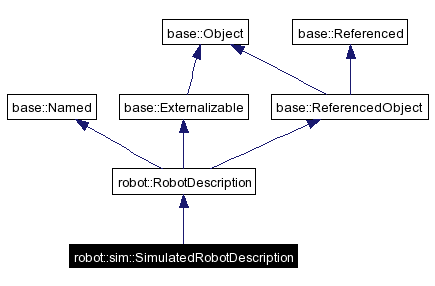 base::Object
base::Referenced
base::Named
base::Externalizable
base::ReferencedObject
robot::RobotDescription
robot::sim::SimulatedRobotDescription